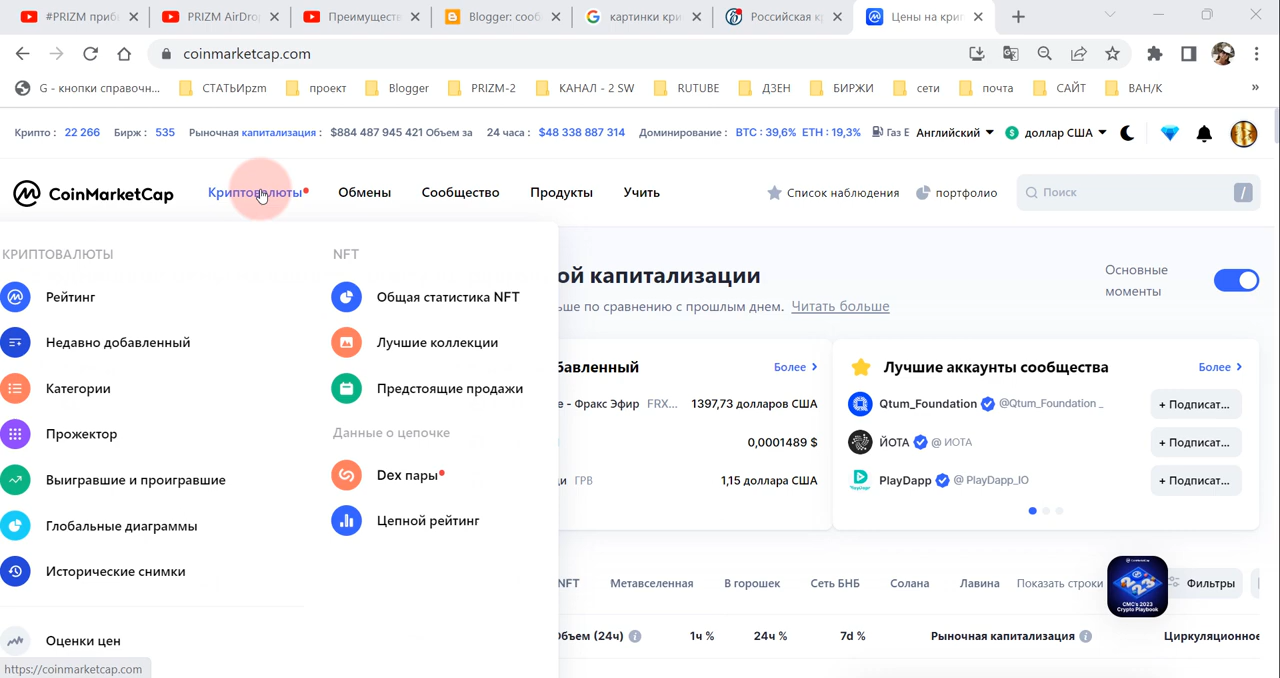 #PRIZM приб
PRIZM AirDro
Преимуществ
Blogger: сооб
картинки кри
Российская к
Цены на крип
coinmarketcap.com
G - кнопки справочн...
СТАТЬИpzm
проект
Blogger
PRIZM-2
КАНАЛ - 2 SW
RUTUBE
ДЗЕН
БИРЖИ
сети
почта
САЙТ
ВАН/К
»
Крипто : 22 266 Бирж : 535 Рыночная капитализация : $884 487 945 421 Объем за 24 часа : $48 338 887 314 Доминирование : BTC : 39,6% ETH : 19,3% Газ Е Английский доллар США
CoinMarketCap
Криптовалюты
Обмены
Сообщество
Продукты
Учить
Список наблюдения
портфолио
Поиск
/
КРИПТОВАЛЮТЫ
Рейтинг
Недавно добавленный
Категории
Прожектор
Выигравшие и проигравшие
Глобальные диаграммы
Исторические снимки
Оценки цен
NFT
Общая статистика NFT
Лучшие коллекции
Предстоящие продажи
Данные о цепочке
Dex пары
Цепной рейтинг
ой капитализации
ьше по сравнению с прошлым днем. Читать больше
Основные
моменты
бавленный
Более >
е - Фракс Эфир FRX... 1397,73 долларов США
0,0001489 $
ди ГРВ 1,15 доллара США
Лучшие аккаунты сообщества
Более >
Qtum_Foundation @Qtum_Foundation _ + Подписат...
ЙОТА @ ИОТА + Подписат...
PlayDapp @ PlayDapp_IO + Подписат...
NFT
Метавселенная
В горошек
Сеть БНБ
Солана
Лавина
Показать строки
Фильтры
CMC's 2023
Crypto Playbook
Объем (24ч)
1ч %
24ч %
7d %
Рыночная капитализация
Циркуляционное
https://coinmarketcap.com